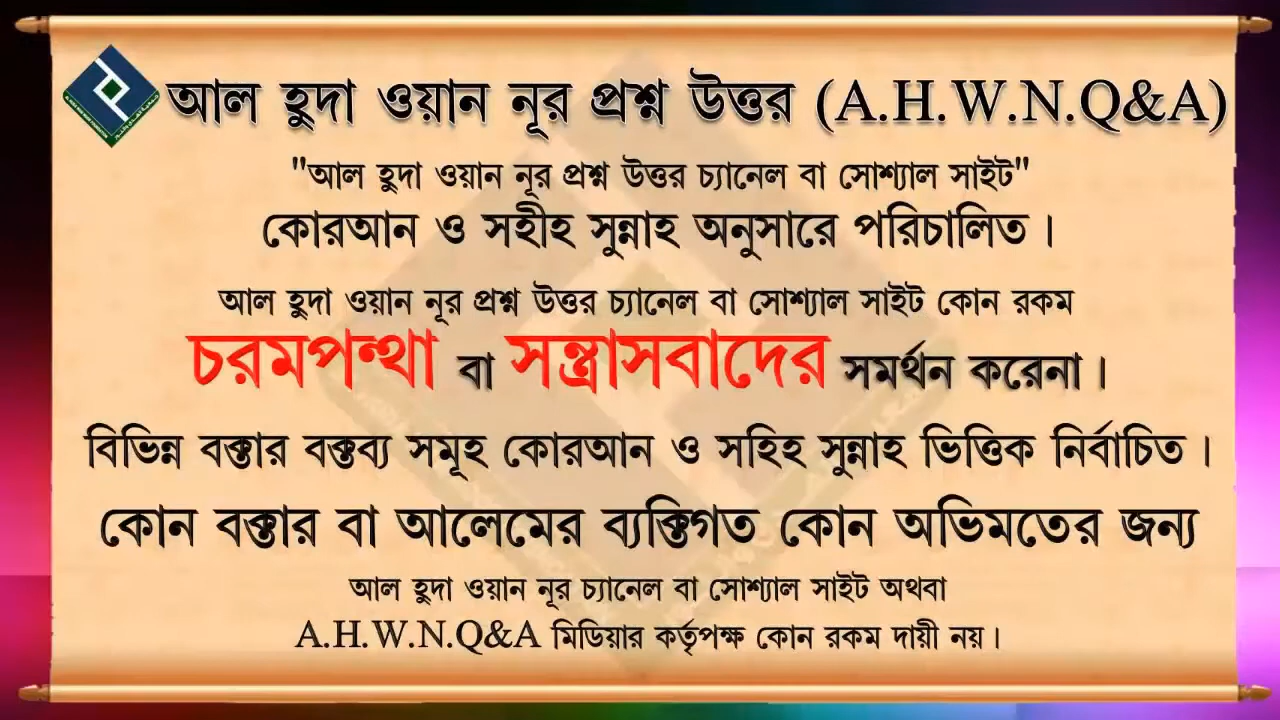 আল হুদা ওয়ান নূর প্রশ্ন উত্তর (A.H.W.N.Q&A)
"আল হুদা ওয়ান নূর প্রশ্ন উত্তর চ্যানেল বা সোশ্যাল সাইট"
কোরআন ও সহীহ সুন্নাহ অনুসারে পরিচালিত।
আল হুদা ওয়ান নূর প্রশ্ন উত্তর চ্যানেল বা সোশ্যাল সাইট কোন রকম
চরমপন্থা বা সন্ত্রাসবাদের সমর্থন করেনা।
বিভিন্ন বক্তার বক্তব্য সমূহ কোরআন ও সহিহ সুন্নাহ ভিত্তিক নির্বাচিত।
কোন বক্তার বা আলেমের ব্যক্তিগত কোন অভিমতের জন্য
আল হুদা ওয়ান নূর চ্যানেল বা সোশ্যাল সাইট অথবা
A.H.W.N.Q&A মিডিয়ার কর্তৃপক্ষ কোন রকম দায়ী নয়।